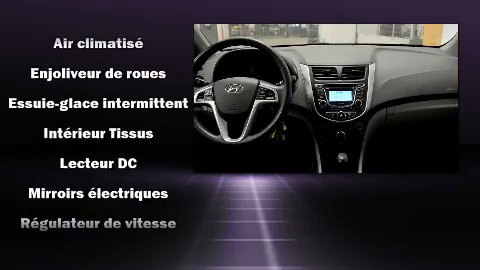 Air climatisé
Enjoliveur de roues
Essuie-glace intermittent
Intérieur Tissus
Lecteur DC
Mirroirs électriques
Régulateur de vitesse